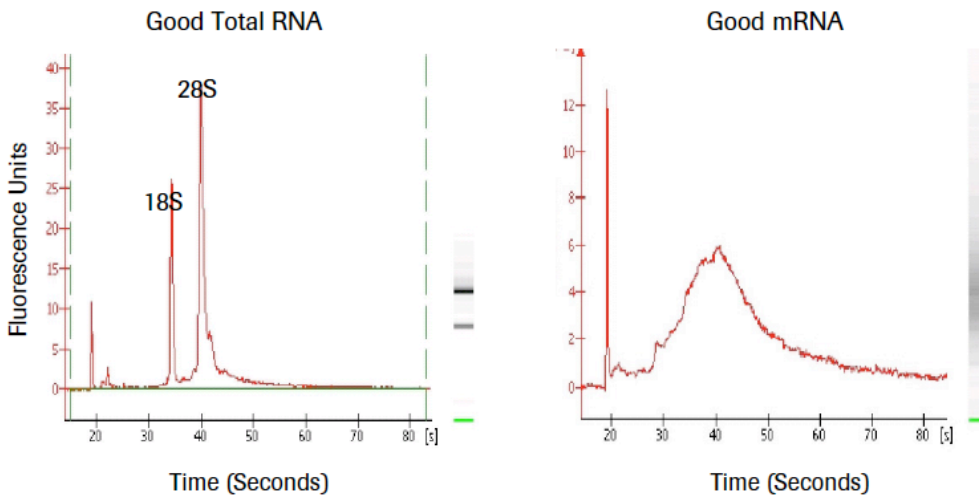 Good Total RNA
Good mRNA
Fluorescence Units
40
35
30
25
20
15
10
5
0
18S
28S
20 30 40 50 60 70 80 [s]
Time (Seconds)
12
10
8
6
4
2
0
20 30 40 50 60 70 80 [s]
Time (Seconds)